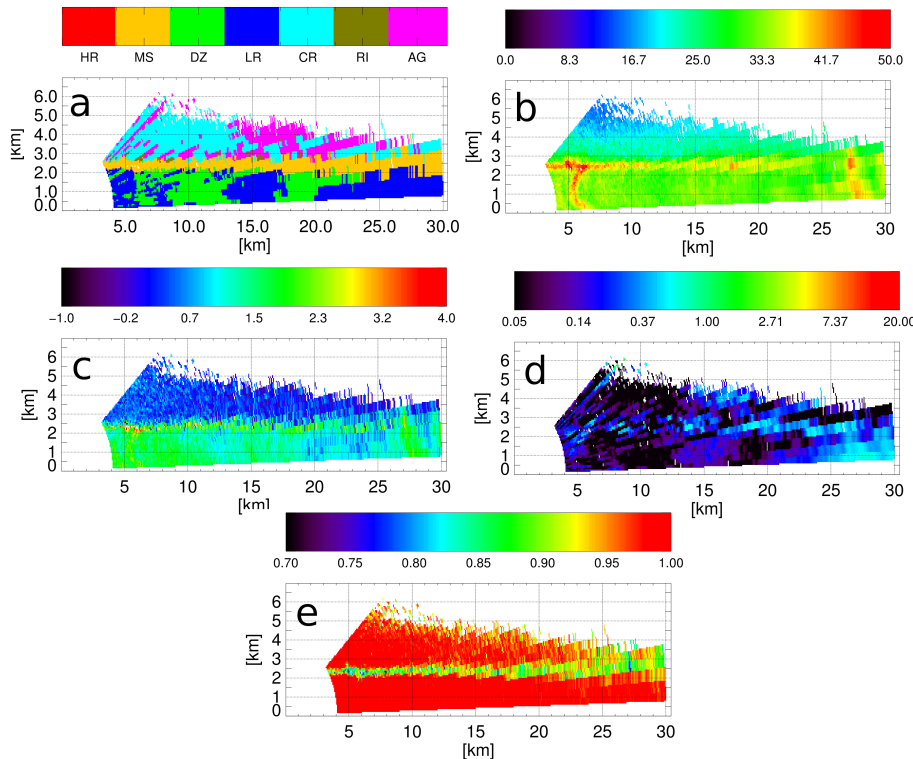 HR MS DZ LR CR RI AG
0.0 8.3 16.7 25.0 33.3 41.7 50.0
a
6.0
5.0
4.0
3.0
2.0
1.0
0.0
[km]
5.0 10.0 15.0 20.0 25.0 30.0
[km]
b
6
5
4
3
2
1
0
[km]
5 10 15 20 25 30
[km]
−1.0 −0.2 0.7 1.5 2.3 3.2 4.0
0.05 0.14 0.37 1.00 2.71 7.37 20.00
c
6
5
4
3
2
1
0
[km]
5 10 15 20 25 30
[km]
d
6
5
4
3
2
1
0
[km]
5 10 15 20 25 30
[km]
0.70 0.75 0.80 0.85 0.90 0.95 1.00
e
6
5
4
3
2
1
0
[km]
5 10 15 20 25 30
[km]